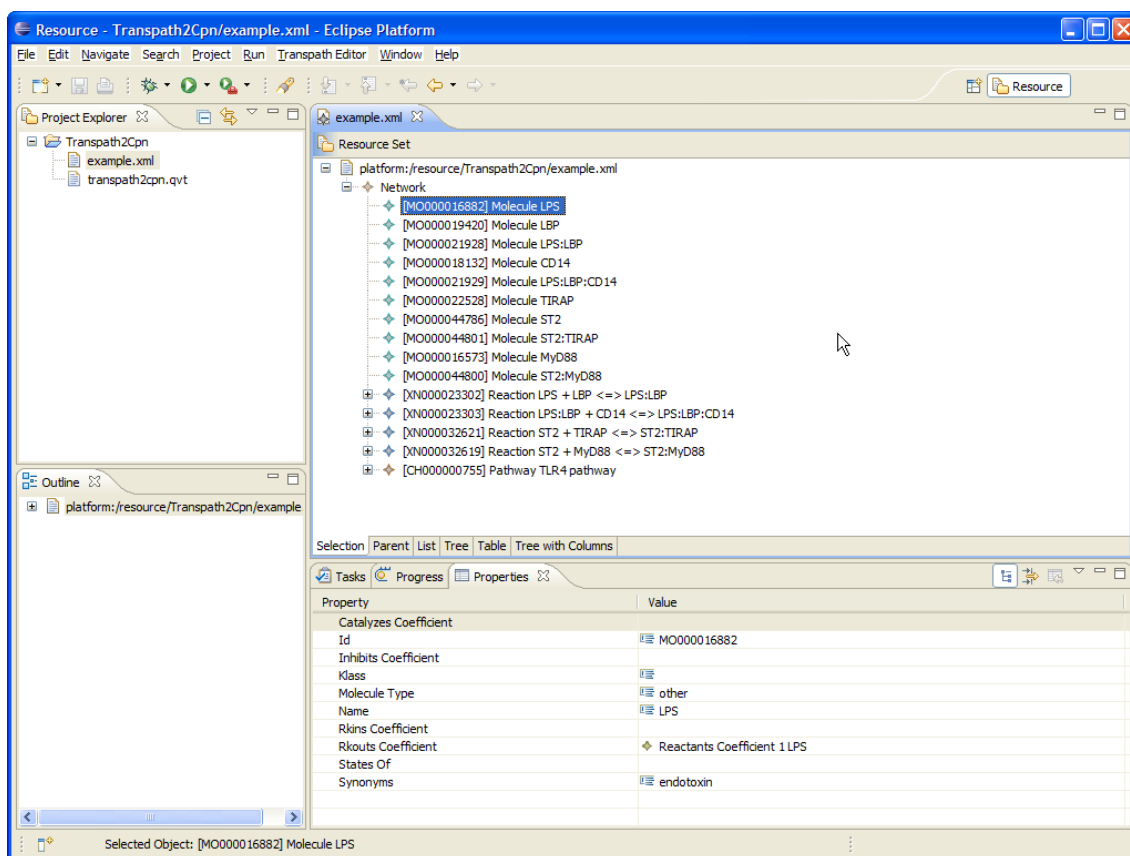 Resource - Transpath2Cpn/example.xml - Eclipse Platform
File Edit Navigate Search Project Run Transpath Editor Window Help
Resource
Project Explorer
Transpath2Cpn
example.xml
transpath2cpn.qvt
example.xml
Resource Set
platform:/resource/Transpath2Cpn/example.xml
Network
[MO000016882] Molecule LPS
[MO000019420] Molecule LBP
[MO000021928] Molecule LPS:LBP
[MO000018132] Molecule CD14
[MO000021929] Molecule LPS:LBP:CD14
[MO000022528] Molecule TIRAP
[MO000044786] Molecule ST2
[MO000044801] Molecule ST2:TIRAP
[MO000016573] Molecule MyD88
[MO000044800] Molecule ST2:MyD88
[XN000023302] Reaction LPS + LBP <=> LPS:LBP
[XN000023303] Reaction LPS:LBP + CD14 <=> LPS:LBP:CD14
[XN000032621] Reaction ST2 + TIRAP <=> ST2:TIRAP
[XN000032619] Reaction ST2 + MyD88 <=> ST2:MyD88
[CH000000755] Pathway TLR4 pathway
Selection Parent List Tree Table Tree with Columns
Outline
platform:/resource/Transpath2Cpn/example
Tasks Progress Properties
Property Value
Catalyzes Coefficient
Id MO000016882
Inhibits Coefficient
Klass
Molecule Type other
Name LPS
Rkins Coefficient
Rkouts Coefficient Reactants Coefficient 1 LPS
States Of
Synonyms endotoxin
Selected Object: [MO000016882] Molecule LPS